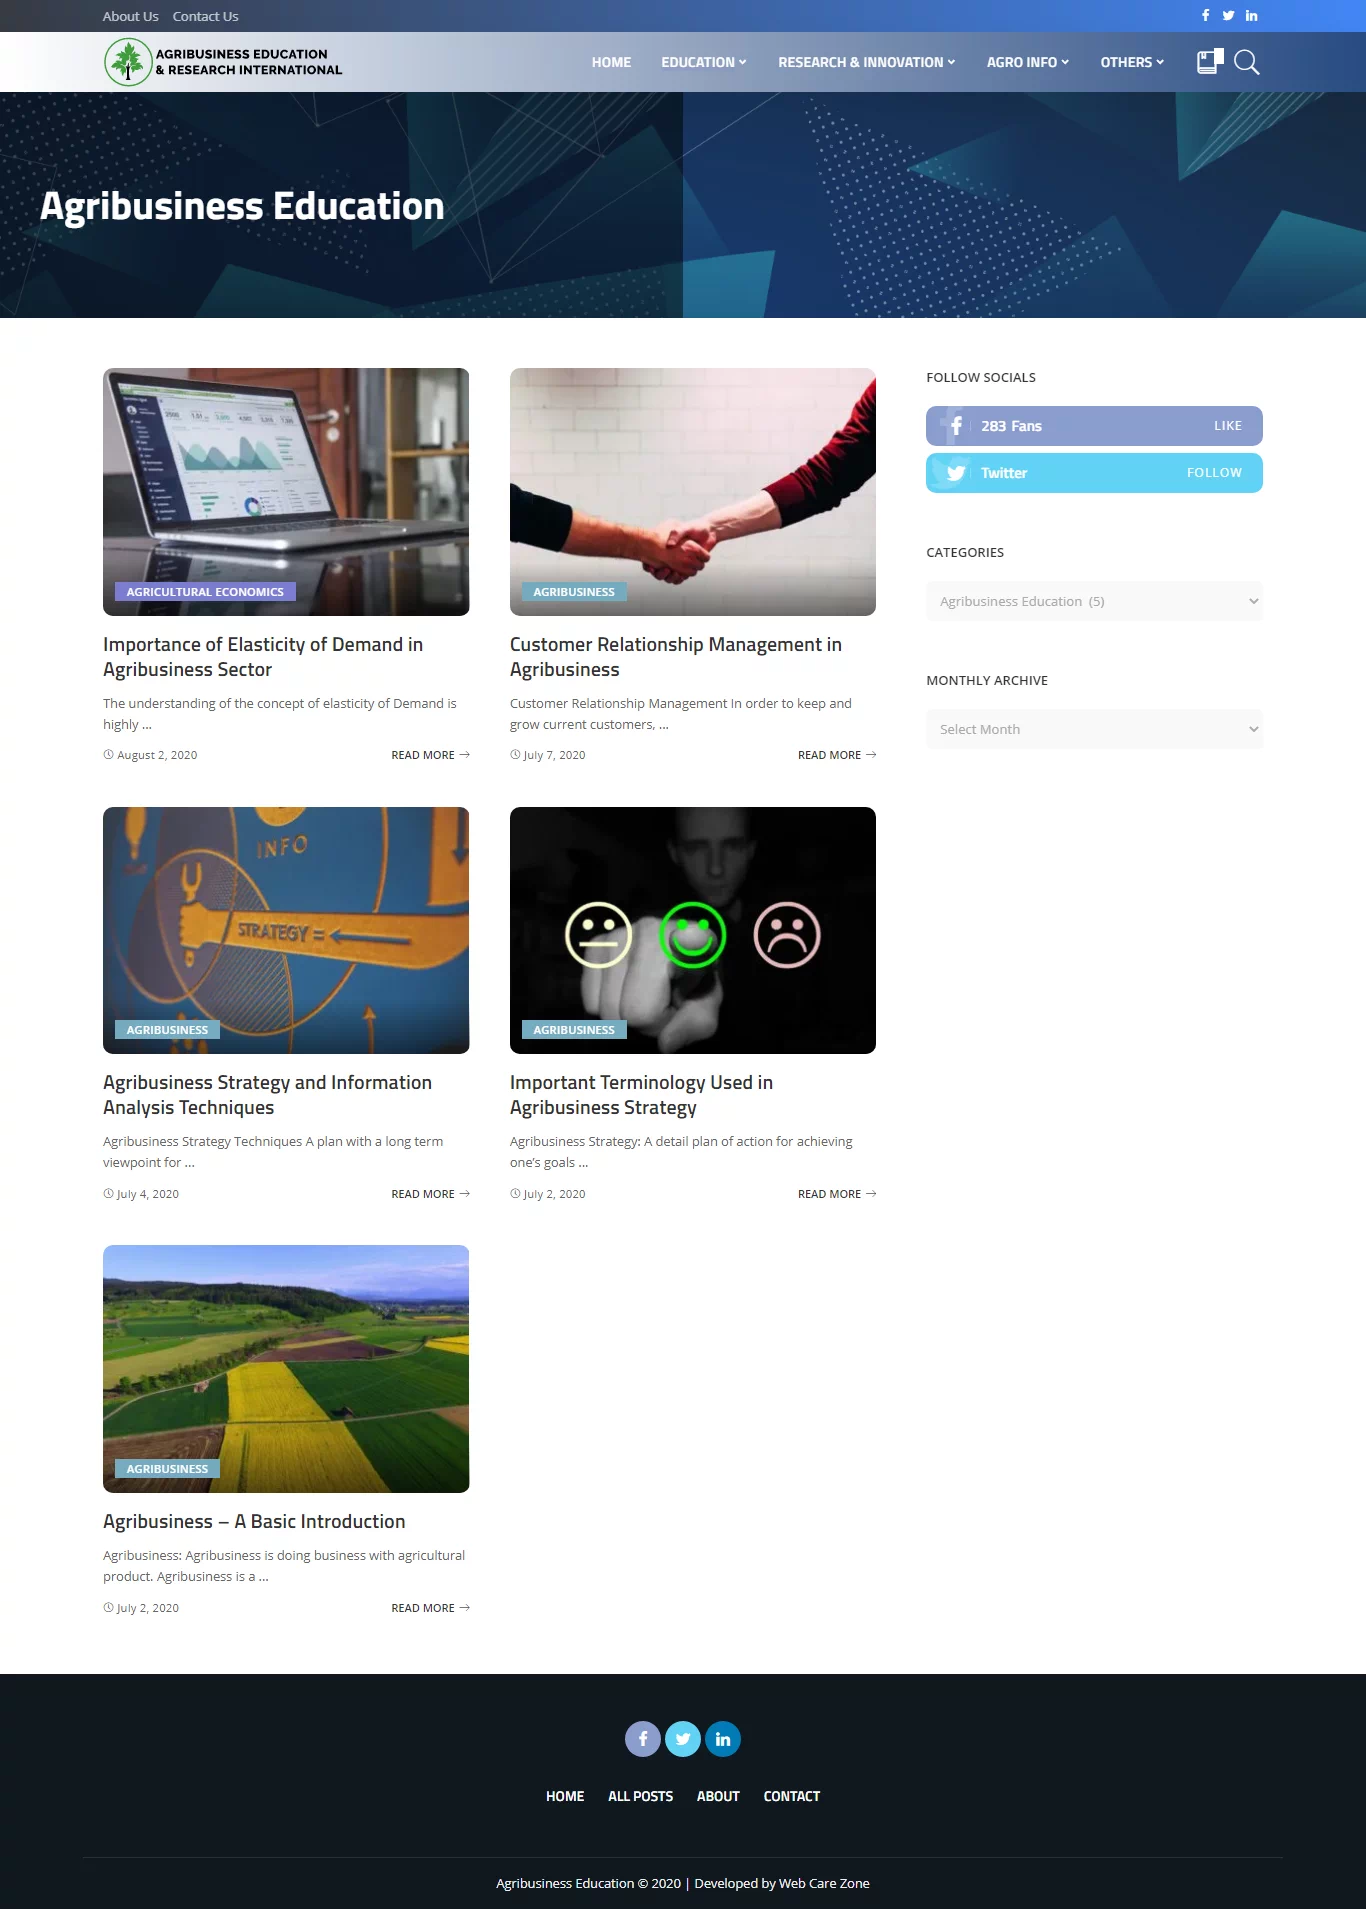 About Us Contact Us
AGRIBUSINESS EDUCATION
& RESEARCH INTERNATIONAL
HOME EDUCATION RESEARCH & INNOVATION AGRO INFO OTHERS
Agribusiness Education
AGRICULTURAL ECONOMICS
Importance of Elasticity of Demand in
Agribusiness Sector
The understanding of the concept of elasticity of Demand is
highly ...
August 2, 2020 READ MORE
AGRIBUSINESS
Customer Relationship Management in
Agribusiness
Customer Relationship Management In order to keep and
grow current customers, ...
July 7, 2020 READ MORE
INFO
STRATEGY =
AGRIBUSINESS
Agribusiness Strategy and Information
Analysis Techniques
Agribusiness Strategy Techniques A plan with a long term
viewpoint for ...
July 4, 2020 READ MORE
AGRIBUSINESS
Important Terminology Used in
Agribusiness Strategy
Agribusiness Strategy: A detail plan of action for achieving
one's goals ...
July 2, 2020 READ MORE
AGRIBUSINESS
Agribusiness – A Basic Introduction
Agribusiness: Agribusiness is doing business with agricultural
product. Agribusiness is a ...
July 2, 2020 READ MORE
FOLLOW SOCIALS
283 Fans LIKE
Twitter FOLLOW
CATEGORIES
Agribusiness Education (5)
MONTHLY ARCHIVE
Select Month
HOME ALL POSTS ABOUT CONTACT
Agribusiness Education © 2020 | Developed by Web Care Zone